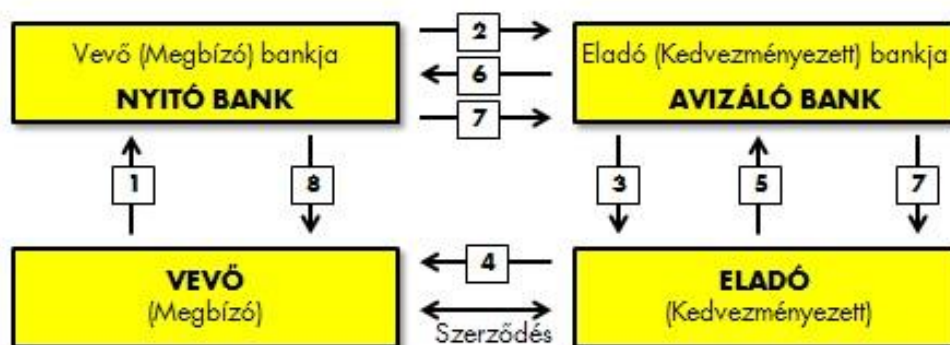 Vevő (Megbízó) bankja
NYITÓ BANK
2
6
7
Eladó (Kedvezményezett) bankja
AVIZÁLÓ BANK
1
8
3
5
7
VEVŐ
(Megbízó)
4
Szerződés
ELADÓ
(Kedvezményezett)